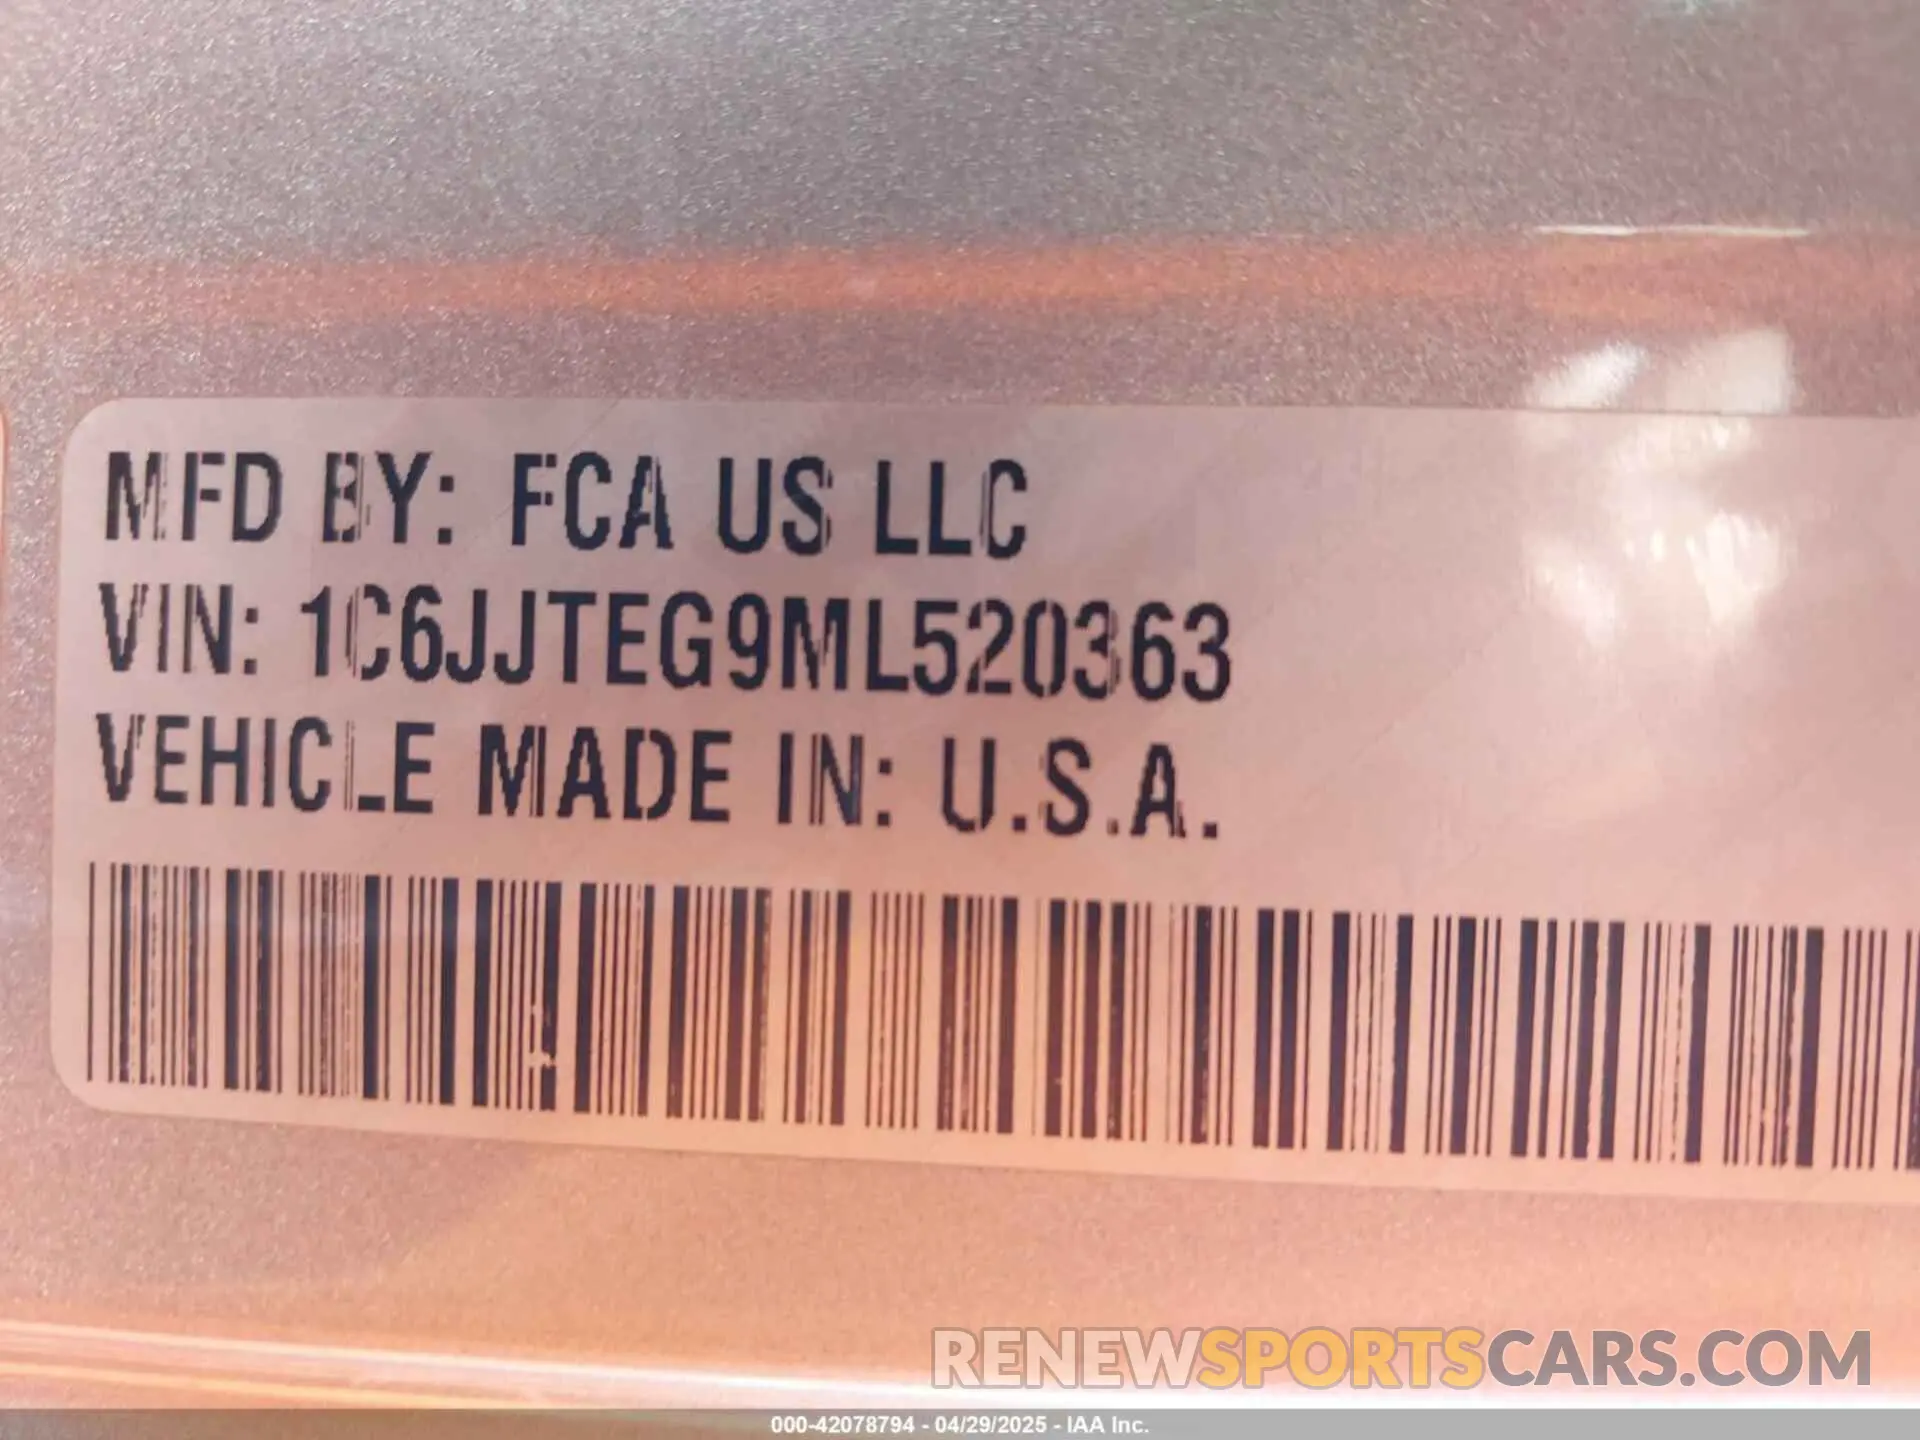 MFD BY: FCA US LLC
VIN: 1C6JJTEG9ML520363
VEHICLE MADE IN: U.S.A.
RENEWSPORTSCARS.COM
000-42078794 - 04/29/2025 - IAA Inc.